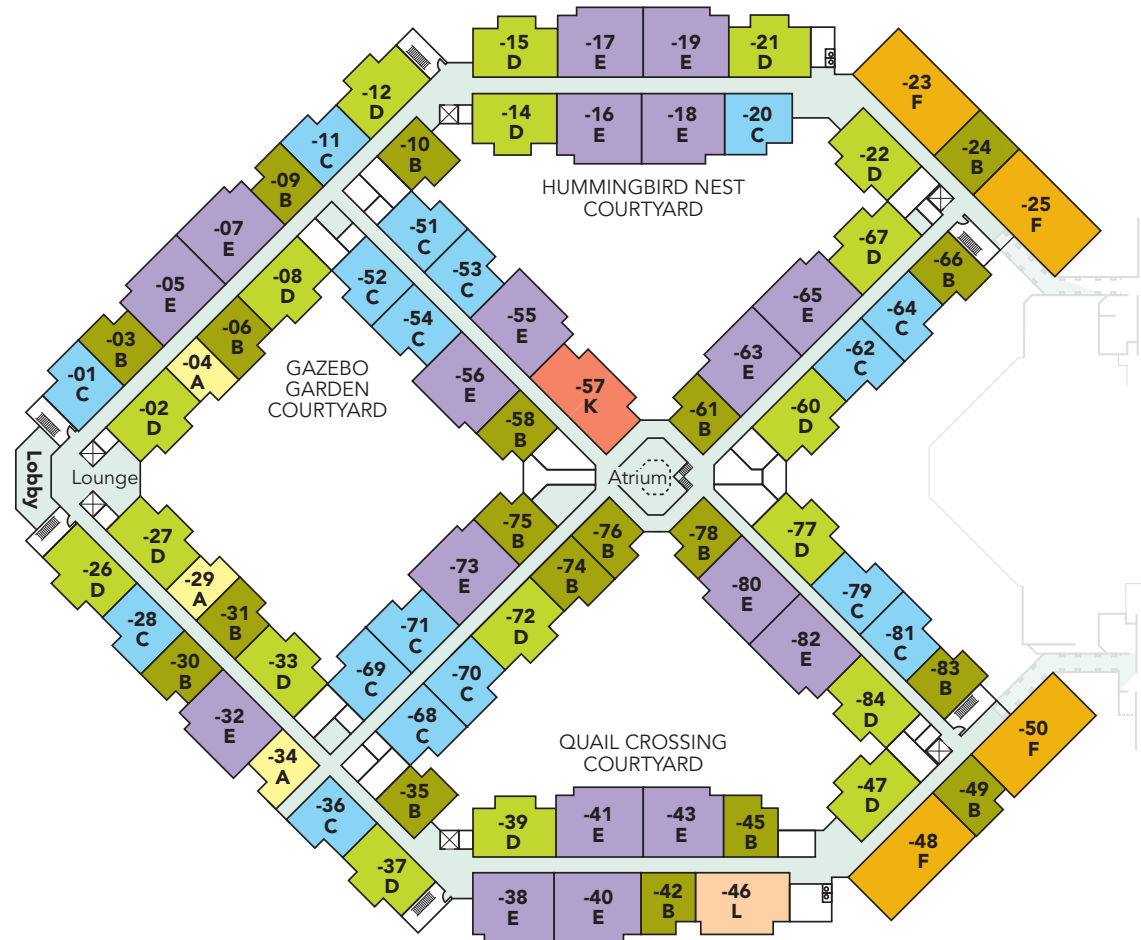 -15
D
-17
E
-19
E
-21
D
-12
D
-23
F
-14
D
-16
E
-18
E
-20
C
-11
C
-10
B
-24
B
-22
D
-09
B
HUMMINGBIRD NEST
COURTYARD
-25
F
-07
E
-51
C
-67
D
-66
B
-05
E
-08
D
-52
C
-53
C
-65
E
-64
C
-03
B
-06
B
-54
C
-55
E
-63
E
-62
C
-01
C
-04
A
GAZEBO
GARDEN
COURTYARD
-56
E
-57
K
-61
B
-60
D
-02
D
-58
B
Lobby
Lounge
Atrium
-27
D
-75
B
-76
B
-78
B
-77
D
-26
D
-29
A
-73
E
-74
B
-80
E
-79
C
-28
C
-31
B
-71
C
-72
D
-82
E
-81
C
-30
B
-33
D
-69
C
-70
C
-83
B
-32
E
-68
C
-84
D
-34
A
QUAIL CROSSING
COURTYARD
-50
F
-36
C
-35
B
-47
D
-49
B
-39
D
-41
E
-43
E
-45
B
-48
F
-37
D
-38
E
-40
E
-42
B
-46
L